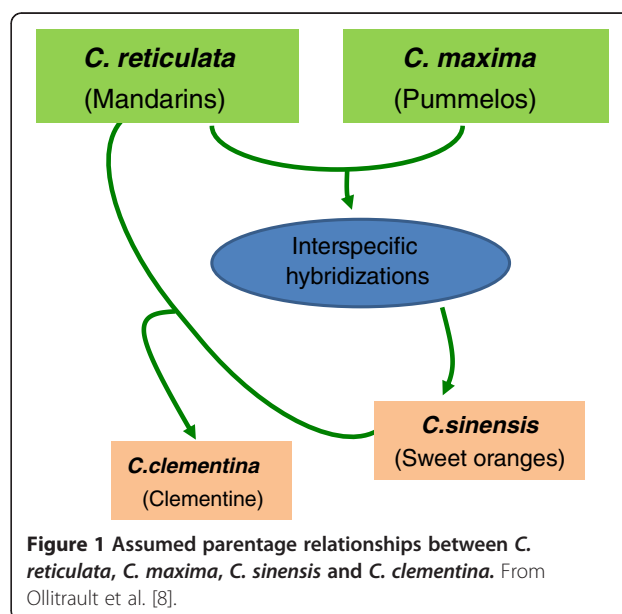 C. reticulata
(Mandarins)
C. maxima
(Pummelos)
Interspecific
hybridizations
C.sinensis
(Sweet oranges)
C.clementina
(Clementine)
Figure 1 Assumed parentage relationships between C.
reticulata, C. maxima, C. sinensis and C. clementina. From
Ollitrault et al. [8].